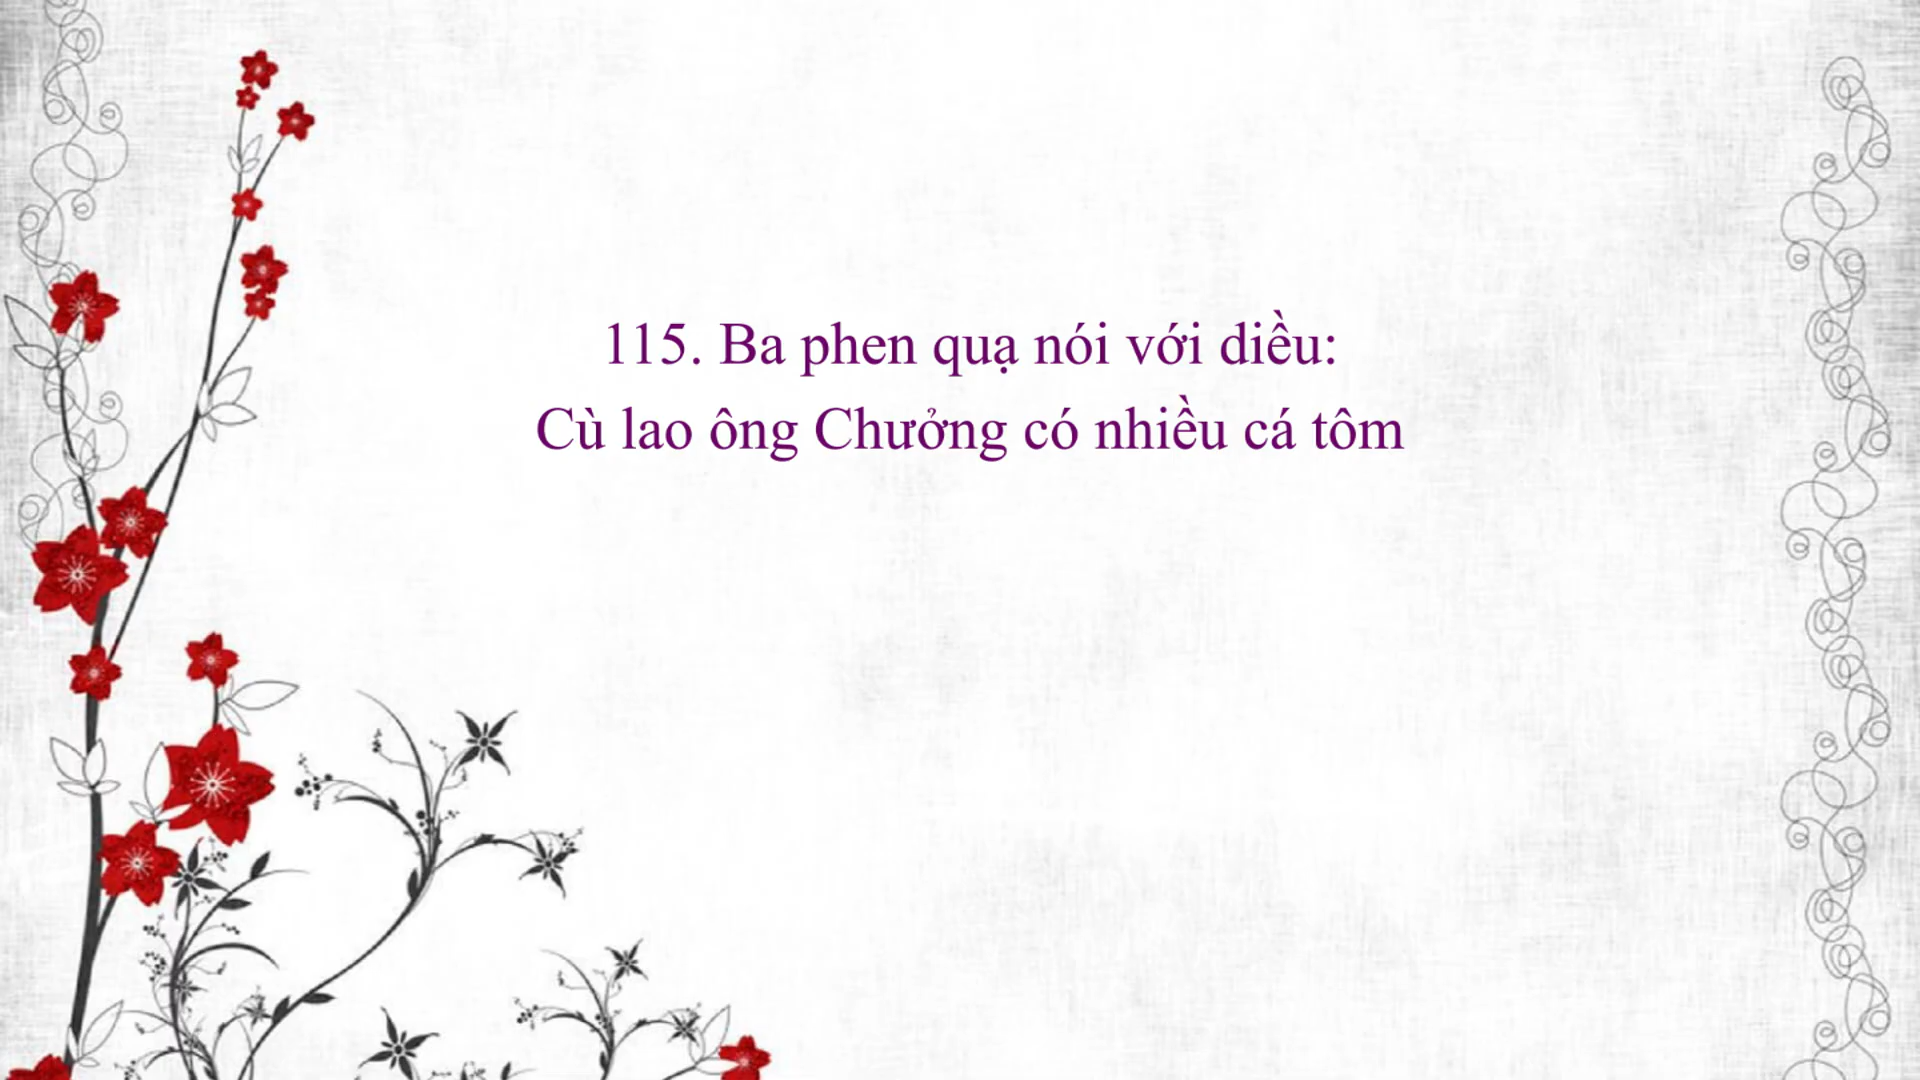 115. Ba phen quạ nói với diều:
Cù lao ông Chưởng có nhiều cá tôm